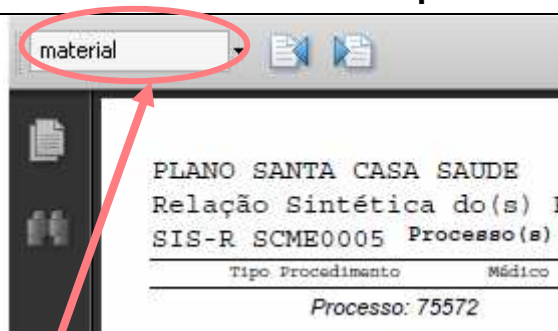 material
PLANO SANTA CASA SAUDE
Relação Sintética do(s)
SIS-R SCME0005 Processo(s)
Tipo Procedimento Médico
Processo: 75572